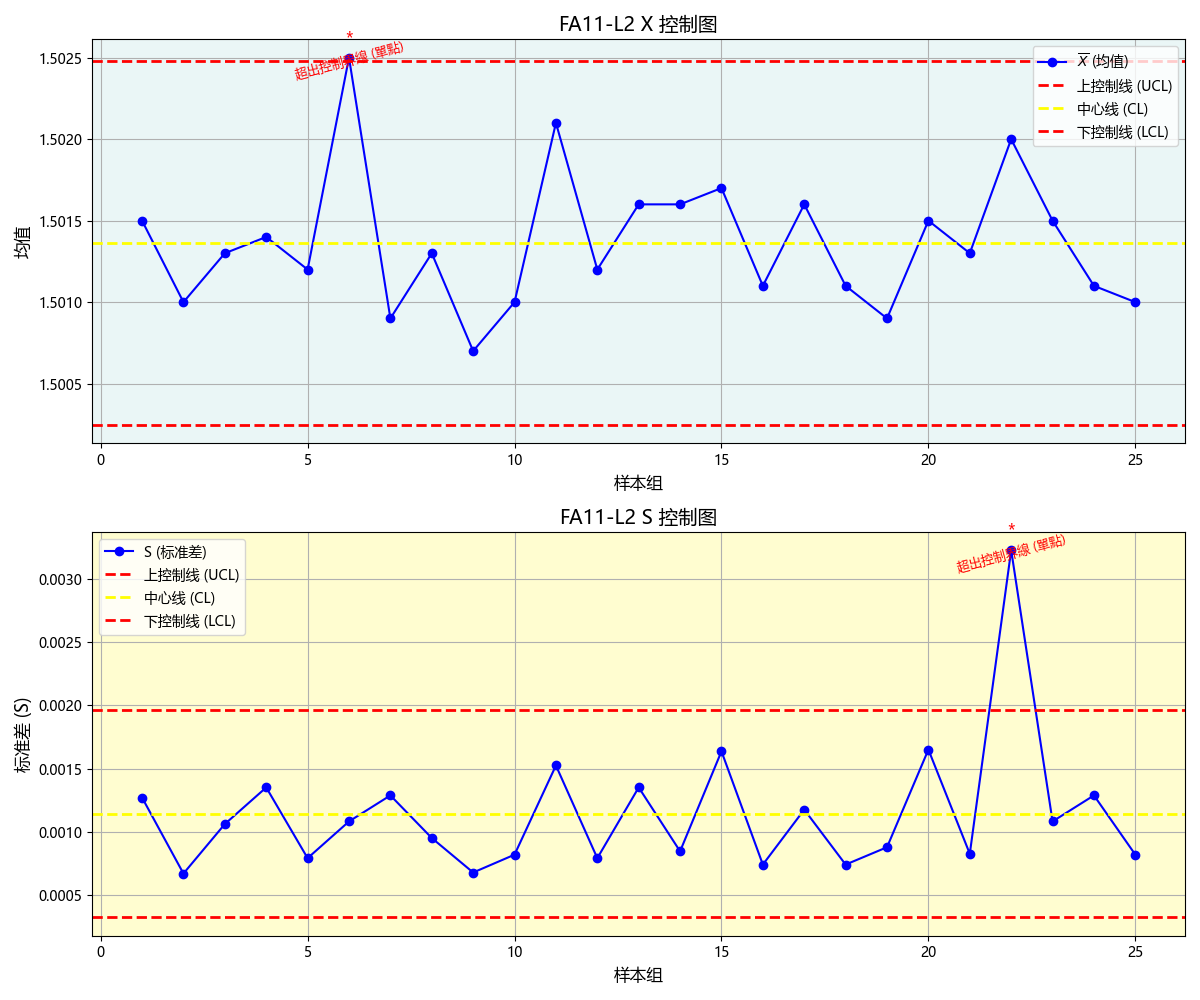 FA11-L2 X 控制图
*
超出控制界線 (單點)
X̅ (均值)
上控制线 (UCL)
中心线 (CL)
下控制线 (LCL)
均值
1.5025
1.5020
1.5015
1.5010
1.5005
0 5 10 15 20 25
样本组
FA11-L2 S 控制图
*
超出控制界線 (單點)
S (标准差)
上控制线 (UCL)
中心线 (CL)
下控制线 (LCL)
标准差 (S)
0.0030
0.0025
0.0020
0.0015
0.0010
0.0005
0 5 10 15 20 25
样本组